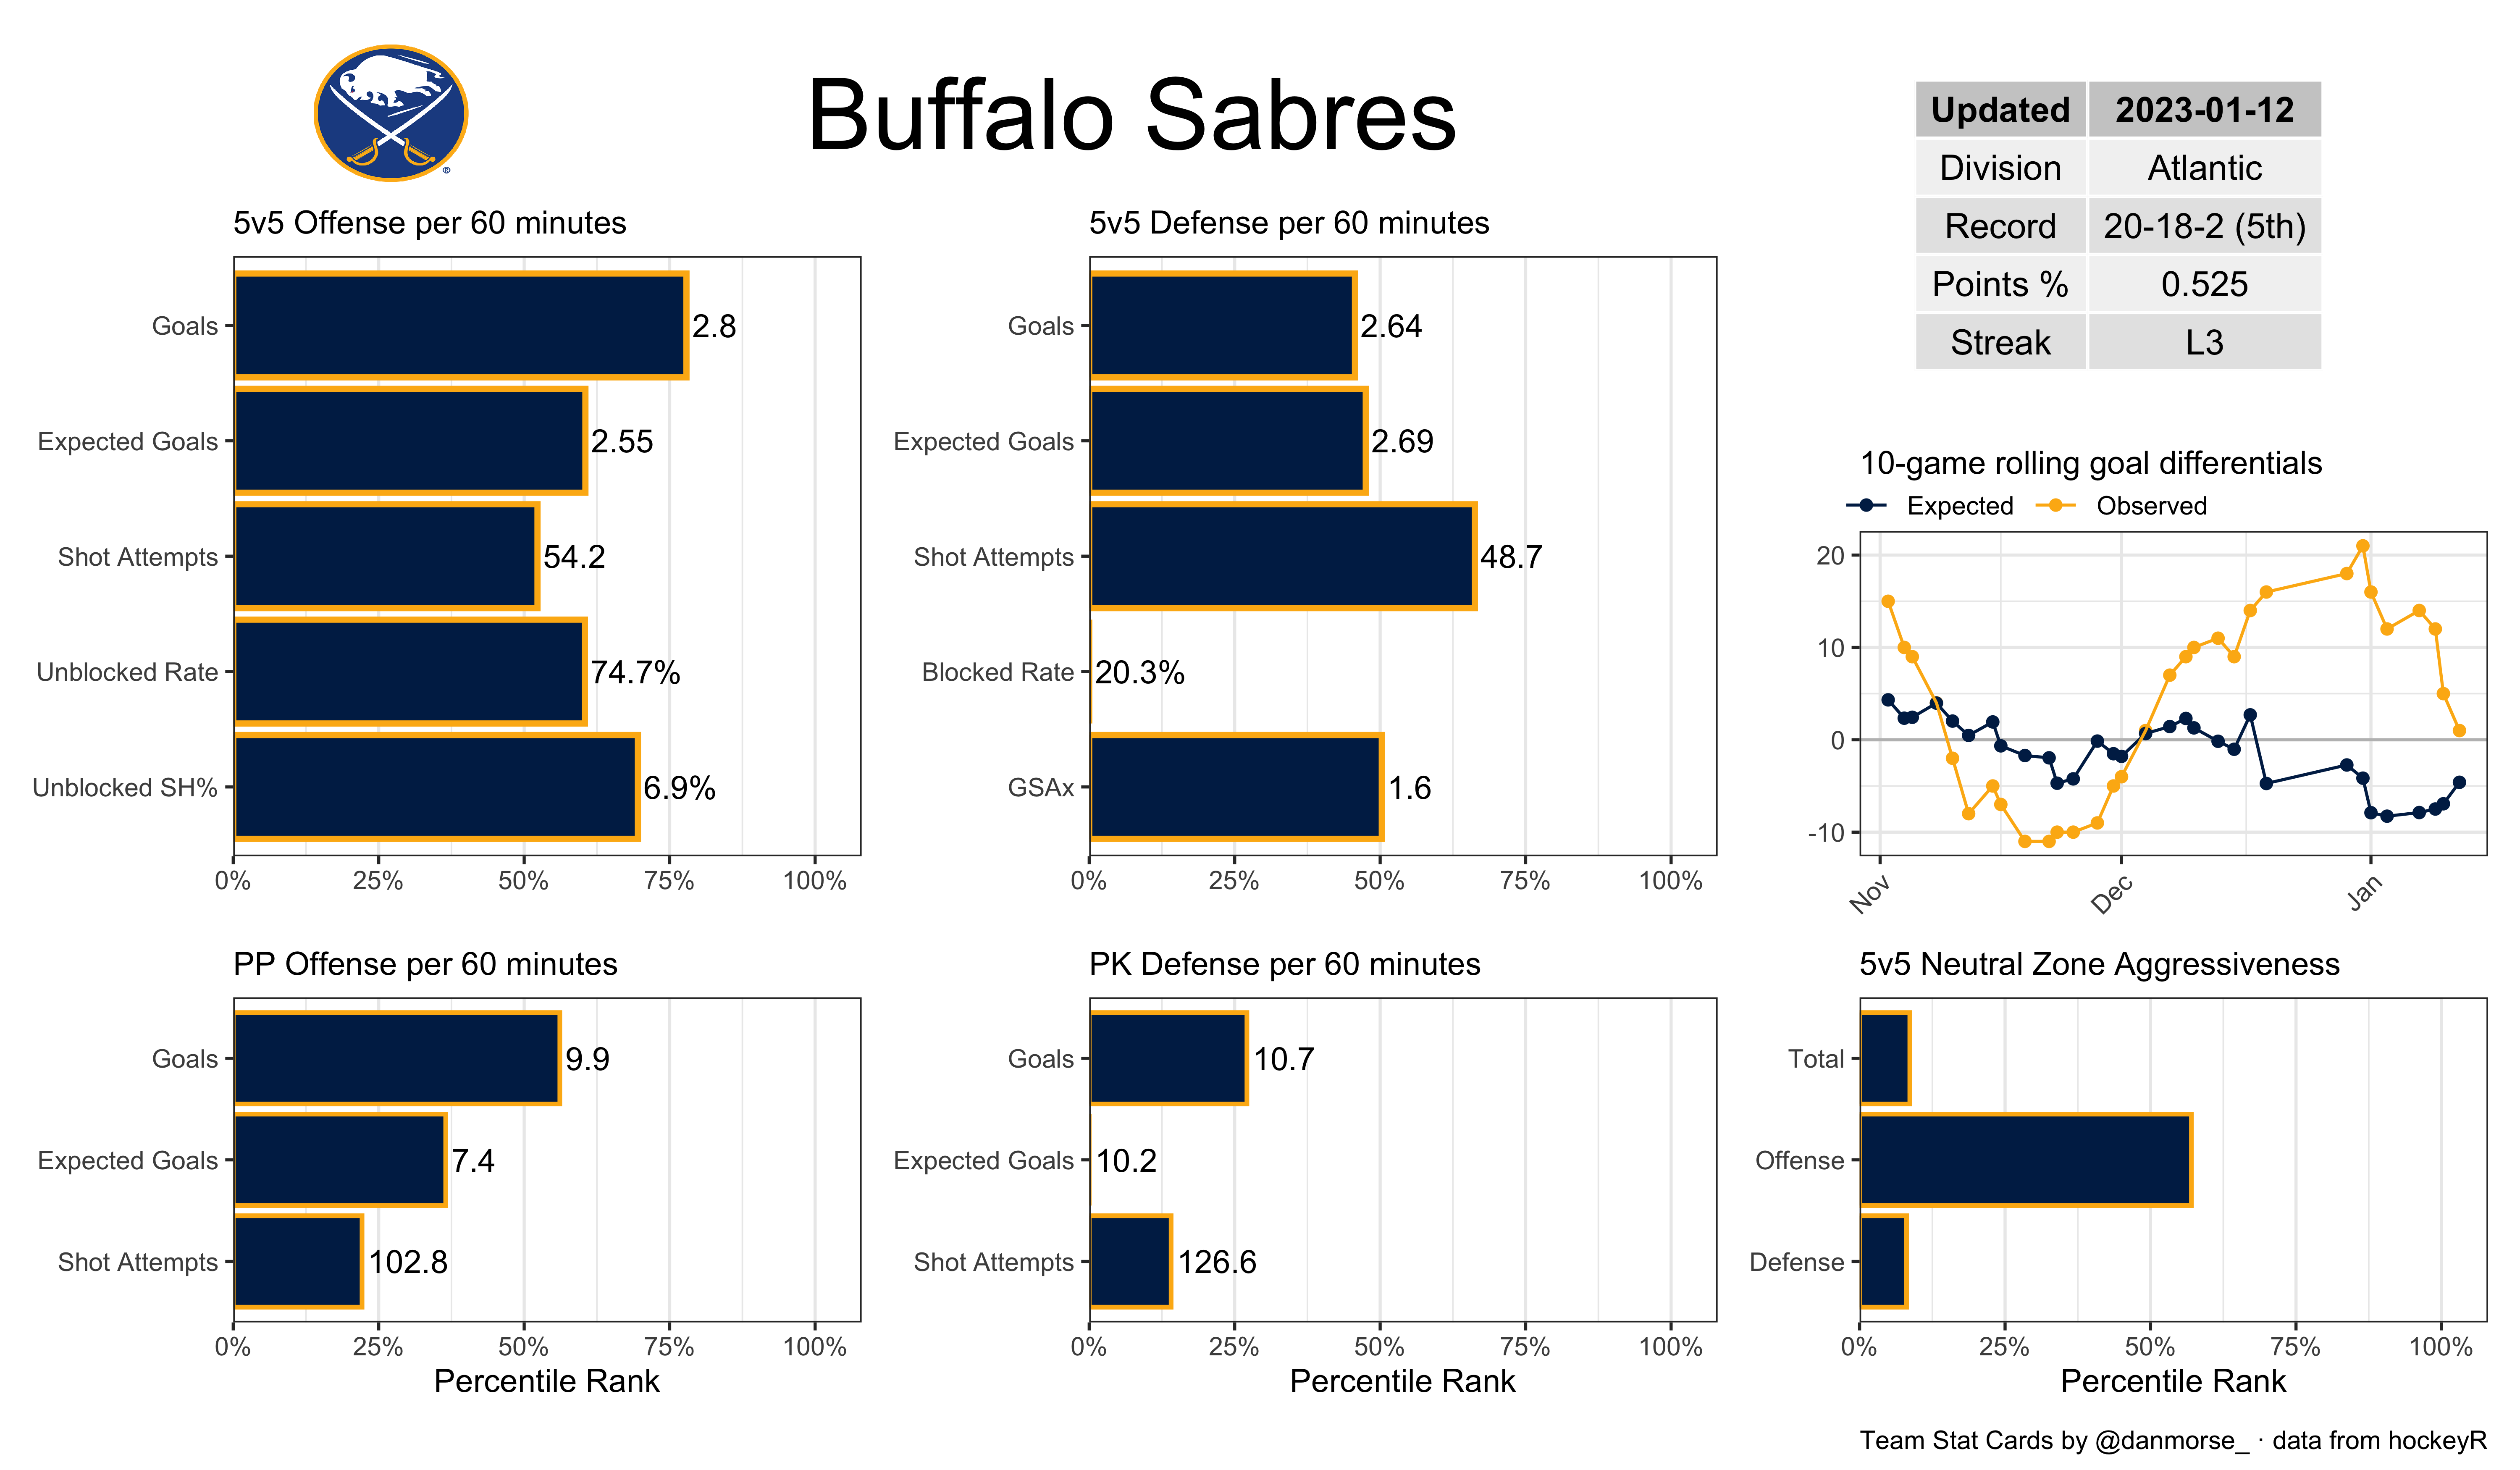 Buffalo Sabres
®
Updated 2023-01-12
Division Atlantic
Record 20-18-2 (5th)
Points % 0.525
Streak L3
5v5 Offense per 60 minutes
Goals 2.8
Expected Goals 2.55
Shot Attempts 54.2
Unblocked Rate 74.7%
Unblocked SH% 6.9%
0% 25% 50% 75% 100%
5v5 Defense per 60 minutes
Goals 2.64
Expected Goals 2.69
Shot Attempts 48.7
Blocked Rate 20.3%
GSAx 1.6
0% 25% 50% 75% 100%
10-game rolling goal differentials
Expected Observed
20
10
0
-10
Nov Dec Jan
PP Offense per 60 minutes
Goals 9.9
Expected Goals 7.4
Shot Attempts 102.8
0% 25% 50% 75% 100%
Percentile Rank
PK Defense per 60 minutes
Goals 10.7
Expected Goals 10.2
Shot Attempts 126.6
0% 25% 50% 75% 100%
Percentile Rank
5v5 Neutral Zone Aggressiveness
Total
Offense
Defense
0% 25% 50% 75% 100%
Percentile Rank
Team Stat Cards by @danmorse_ · data from hockeyR